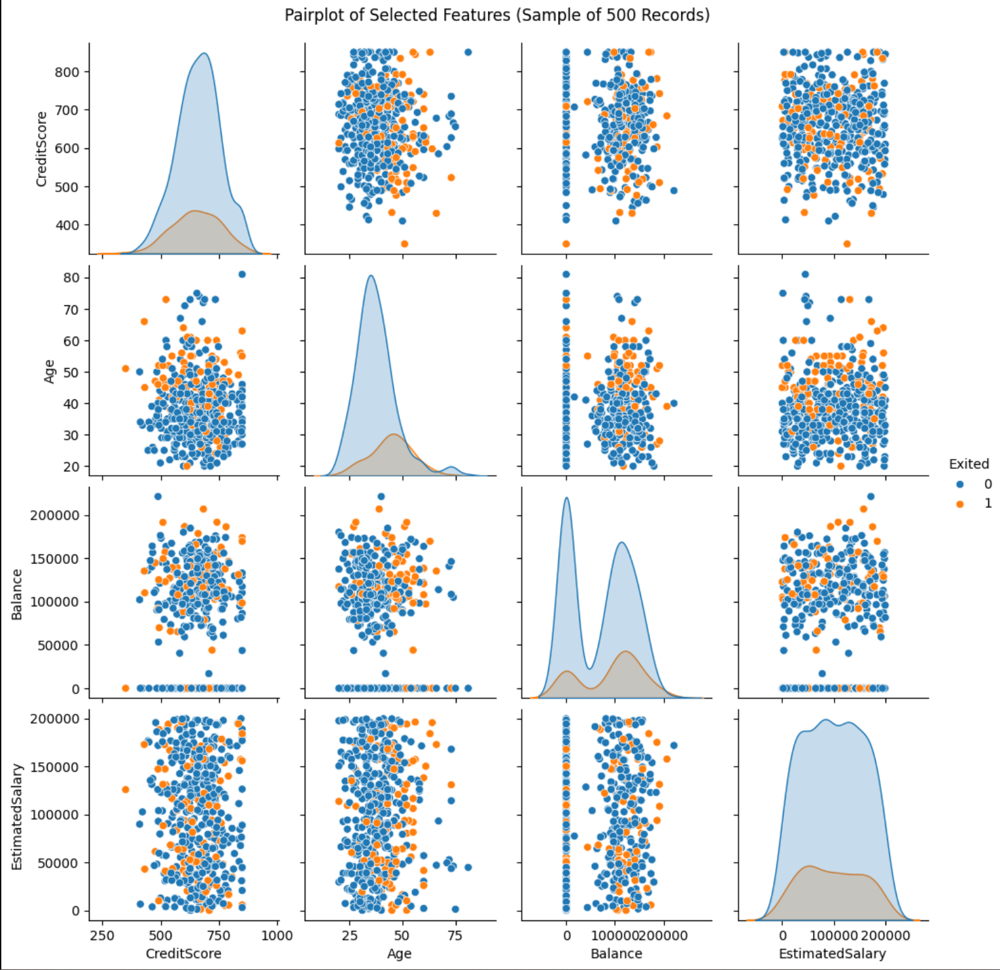 Pairplot of Selected Features (Sample of 500 Records)
CreditScore
800
700
600
500
400
Age
80
70
60
50
40
30
20
Balance
200000
150000
100000
50000
0
EstimatedSalary
200000
150000
100000
50000
0
250 500 750 1000
CreditScore
25 50 75
Age
0 100000 200000
Balance
0 100000 200000
EstimatedSalary
Exited
0
1